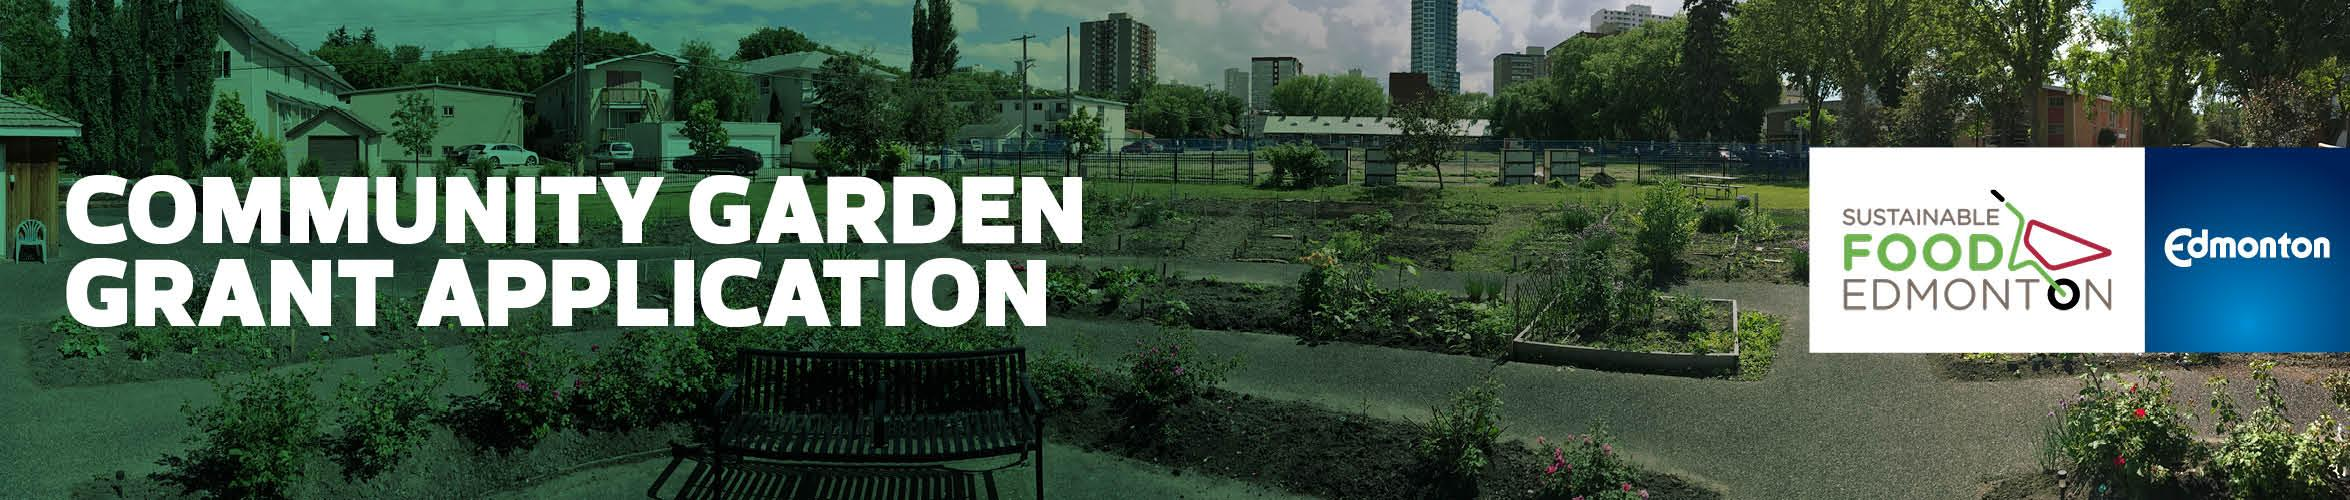 COMMUNITY GARDEN
GRANT APPLICATION
SUSTAINABLE
FOOD
EDMONTON
Edmonton